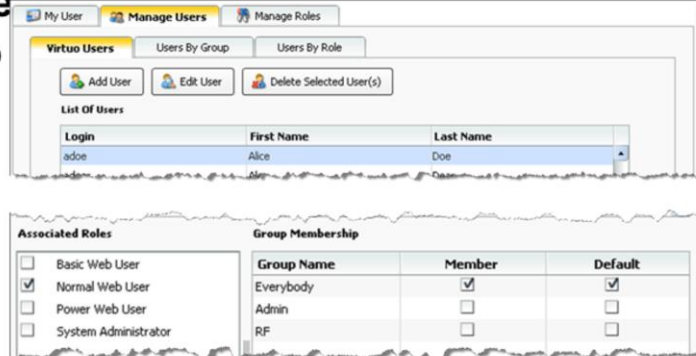 My User Manage Users Manage Roles
Virtuo Users Users By Group Users By Role
Add User Edit User Delete Selected User(s)
List Of Users
Login First Name Last Name
adoe Alice Doe
Associated Roles Group Membership
Basic Web User Group Name Member Default
Normal Web User Everybody
Power Web User Admin
System Administrator RF